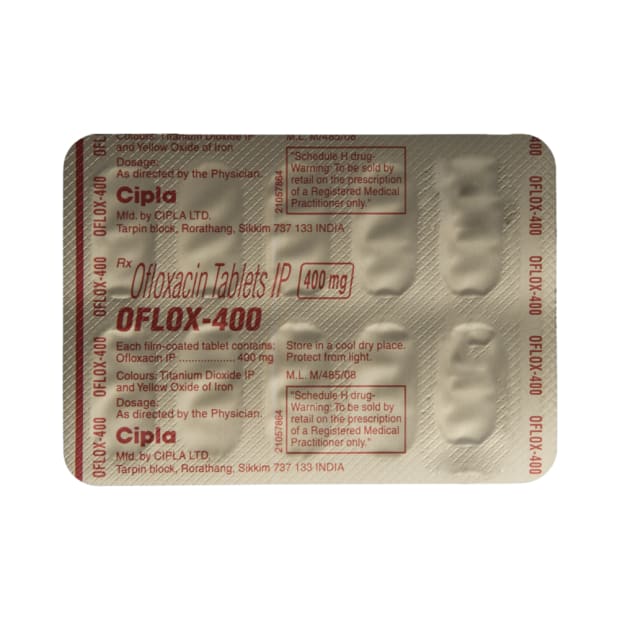 Colours: Titanium Dioxide IP
and Yellow Oxide of Iron
Dosage:
As directed by the Physician.
Cipla
Mfd. by CIPLA LTD.
Tarpin block, Rorathang, Sikkim 737 133 INDIA
M.L. M/485/08
"Schedule H drug-
Warning: To be sold by
retail on the prescription
of a Registered Medical
Practitioner only."
21057864
Rx
Ofloxacin Tablets IP 400 mg
OFLOX-400
Each film-coated tablet contains:
Ofloxacin IP .................. 400 mg
Colours: Titanium Dioxide IP
and Yellow Oxide of Iron
Dosage:
As directed by the Physician.
Cipla
Mfd. by CIPLA LTD.
Tarpin block, Rorathang, Sikkim 737 133 INDIA
Store in a cool dry place.
Protect from light.
M.L. M/485/08
"Schedule H drug-
Warning: To be sold by
retail on the prescription
of a Registered Medical
Practitioner only."
21057864
OFLOX-400
OFLOX-400
OFLOX-400
OFLOX-400
400
OFLOX-400
OFLOX-400
OFLOX-400